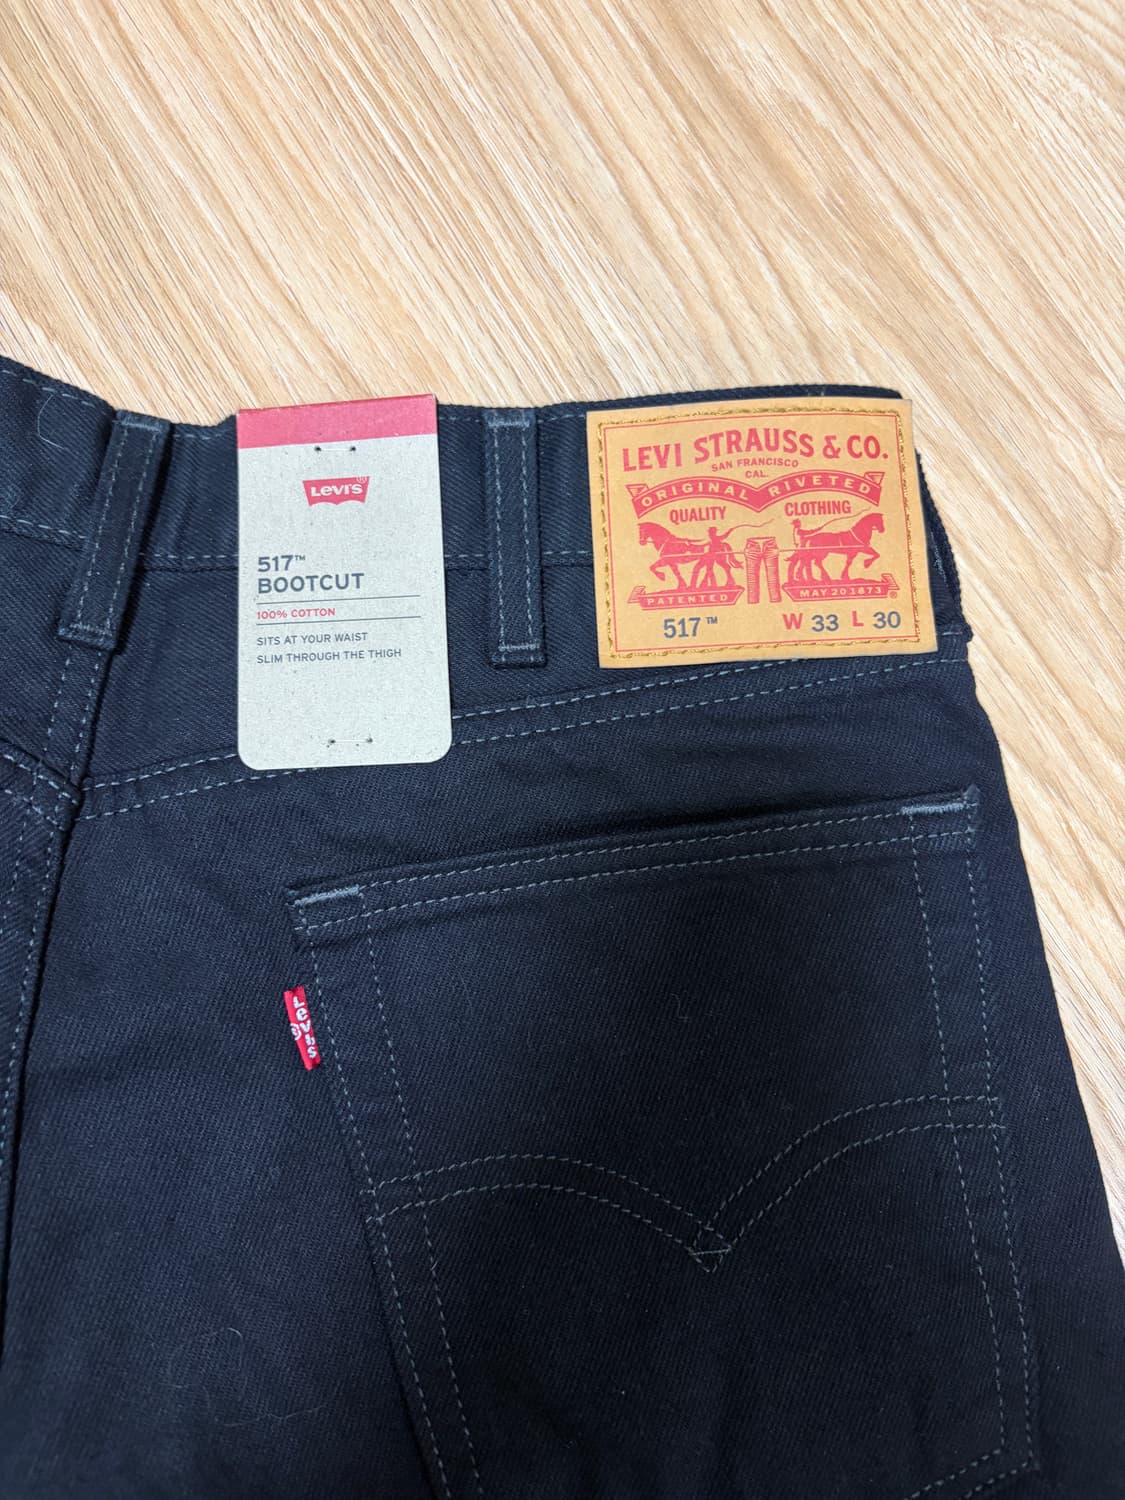 Levi's®
517™
BOOTCUT
100% COTTON
SITS AT YOUR WAIST
SLIM THROUGH THE THIGH
LEVI STRAUSS & CO.
SAN FRANCISCO
CAL.
ORIGINAL RIVETED
QUALITY CLOTHING
PATENTED MAY 20 1873 ®
517™ W 33 L 30
Levi's ®